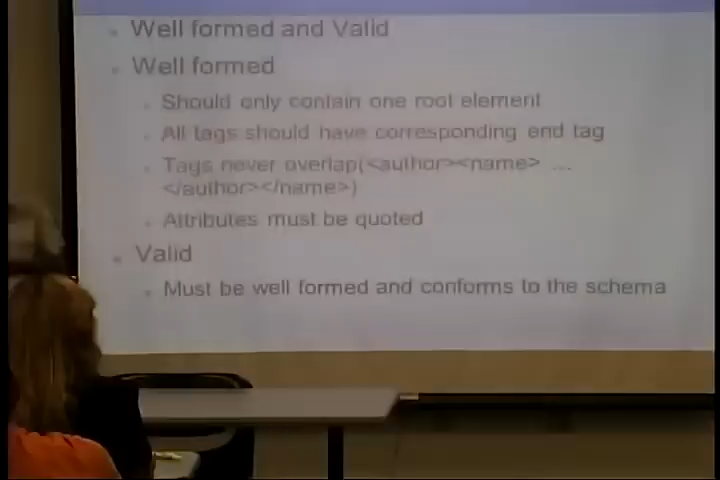 Well formed and Valid
Well formed
Should only contain one root element
All tags should have corresponding end tag
Tags never overlap(<author><name> ...
</author></name>)
Attributes must be quoted
Valid
Must be well formed and conforms to the schema